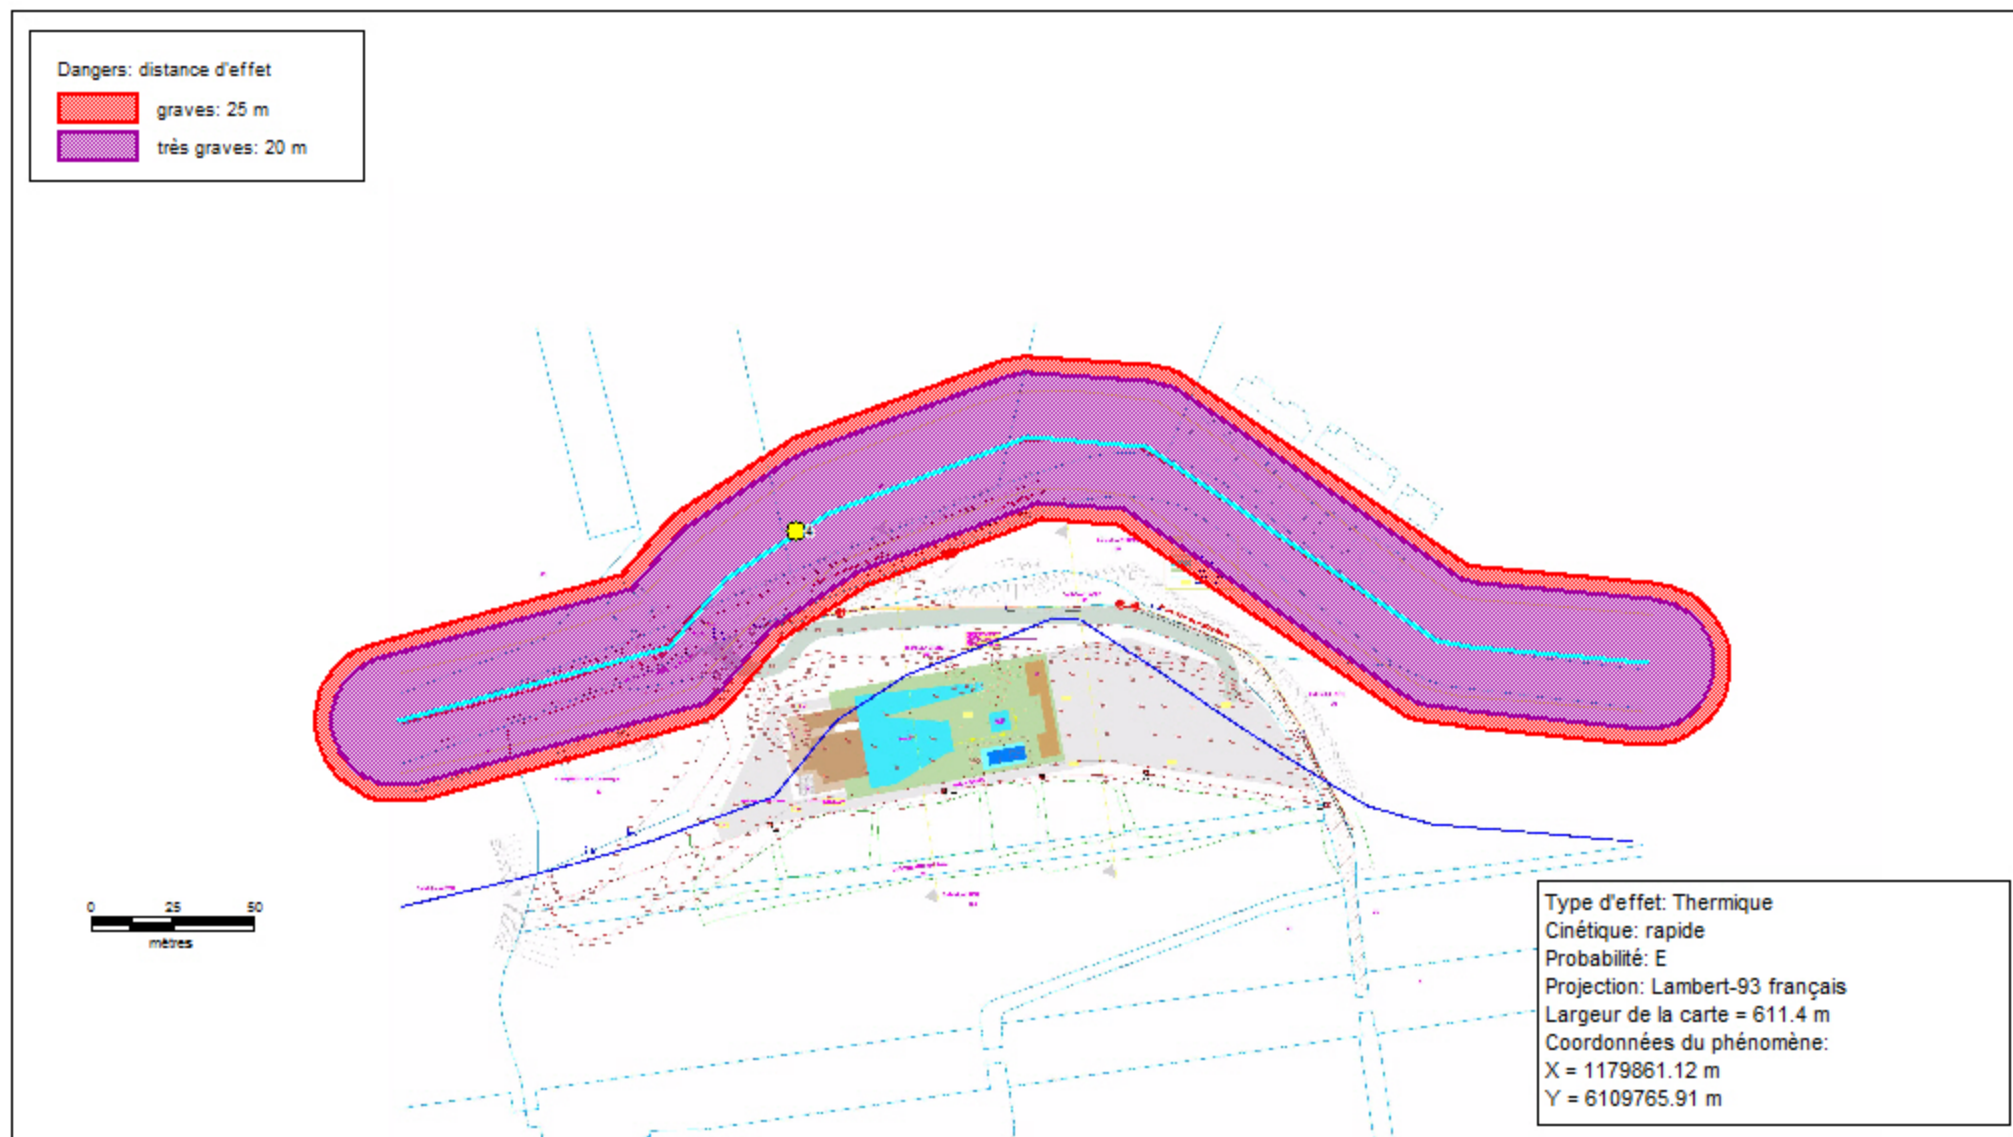 Dangers: distance d'effet
graves: 25 m
très graves: 20 m
0 25 50
mètres
Type d'effet: Thermique
Cinétique: rapide
Probabilité: E
Projection: Lambert-93 français
Largeur de la carte = 611.4 m
Coordonnées du phénomène:
X = 1179861.12 m
Y = 6109765.91 m